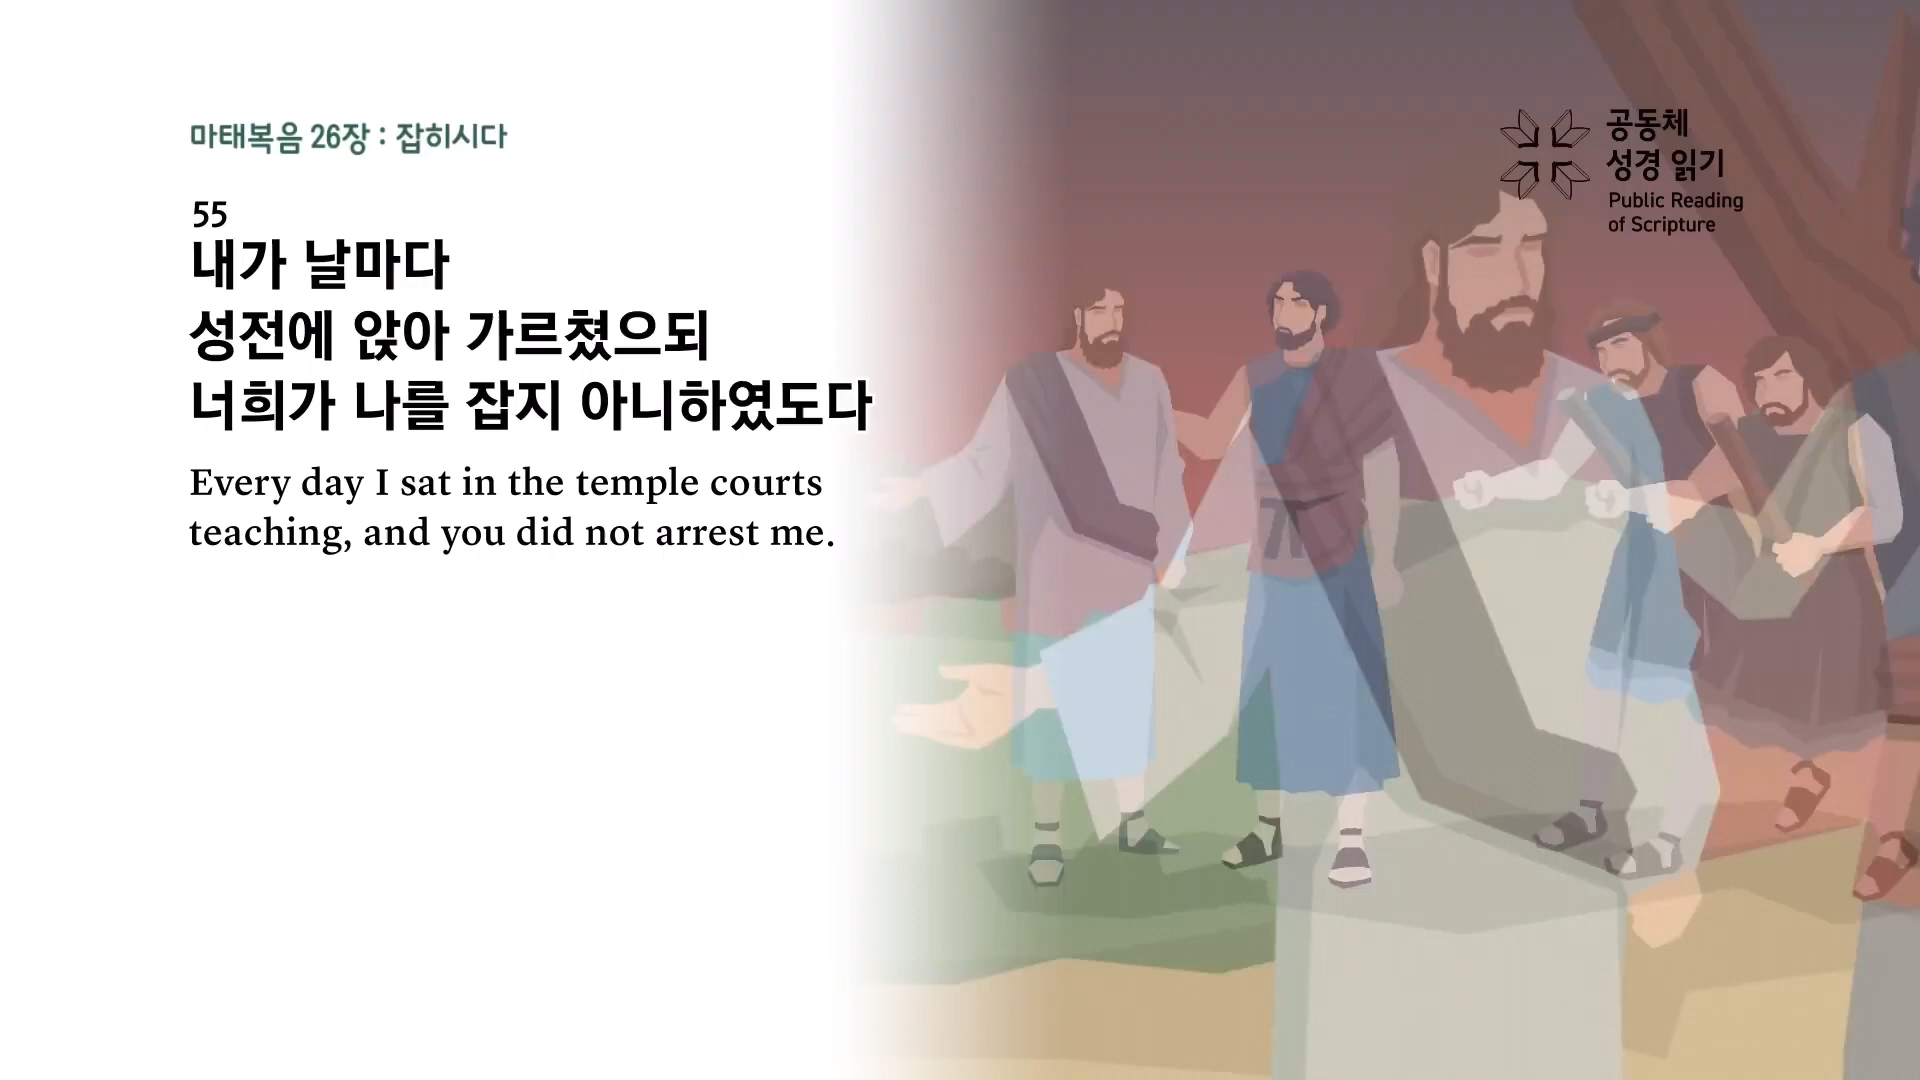 마태복음 26장 : 잡히시다
55
내가 날마다
성전에 앉아 가르쳤으되
너희가 나를 잡지 아니하였도다
Every day I sat in the temple courts
teaching, and you did not arrest me.
공동체
성경 읽기
Public Reading
of Scripture